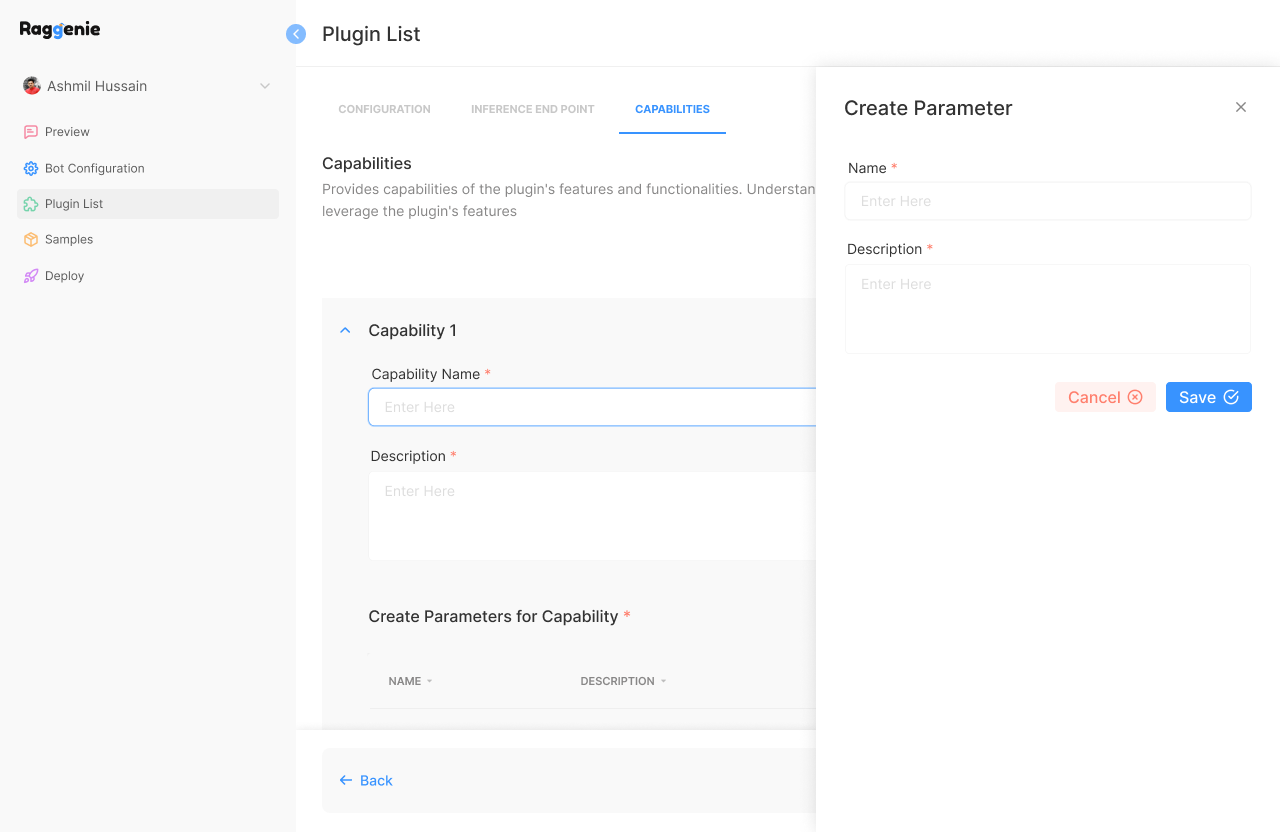 Raggenie
Ashmil Hussain
Preview
Bot Configuration
Plugin List
Samples
Deploy
Plugin List
CONFIGURATION
INFERENCE END POINT
CAPABILITIES
Capabilities
Provides capabilities of the plugin's features and functionalities. Understan
leverage the plugin's features
Capability 1
Capability Name *
Enter Here
Description *
Enter Here
Create Parameters for Capability *
NAME
DESCRIPTION
Back
Create Parameter
Name *
Enter Here
Description *
Enter Here
Cancel
Save